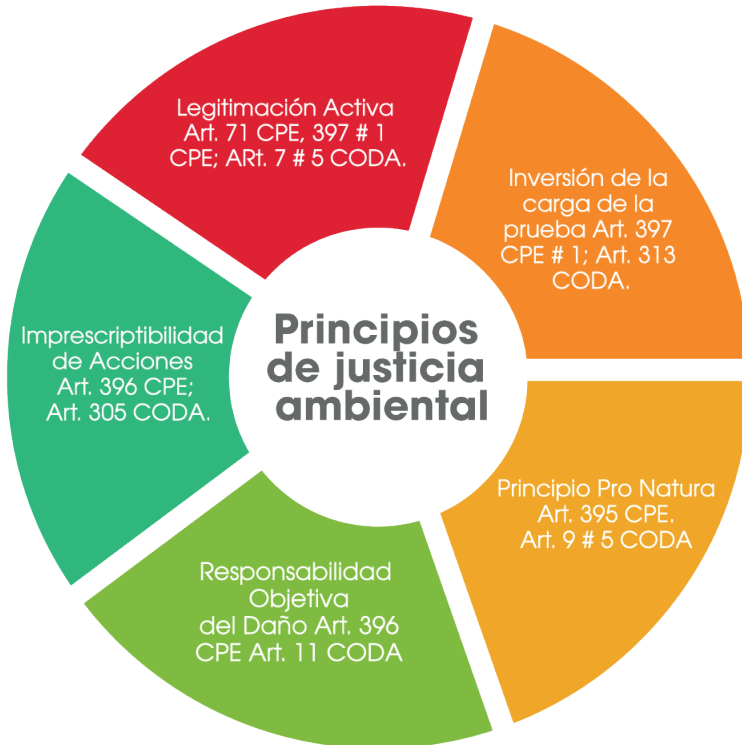 Principios
de justicia
ambiental
Legitimación Activa
Art. 71 CPE, 397 # 1
CPE; ARt. 7 # 5 CODA.
Inversión de la
carga de la
prueba Art. 397
CPE # 1; Art. 313
CODA.
Principio Pro Natura
Art. 395 CPE.
Art. 9 # 5 CODA
Responsabilidad
Objetiva
del Daño Art. 396
CPE Art. 11 CODA
Imprescriptibilidad
de Acciones
Art. 396 CPE;
Art. 305 CODA.